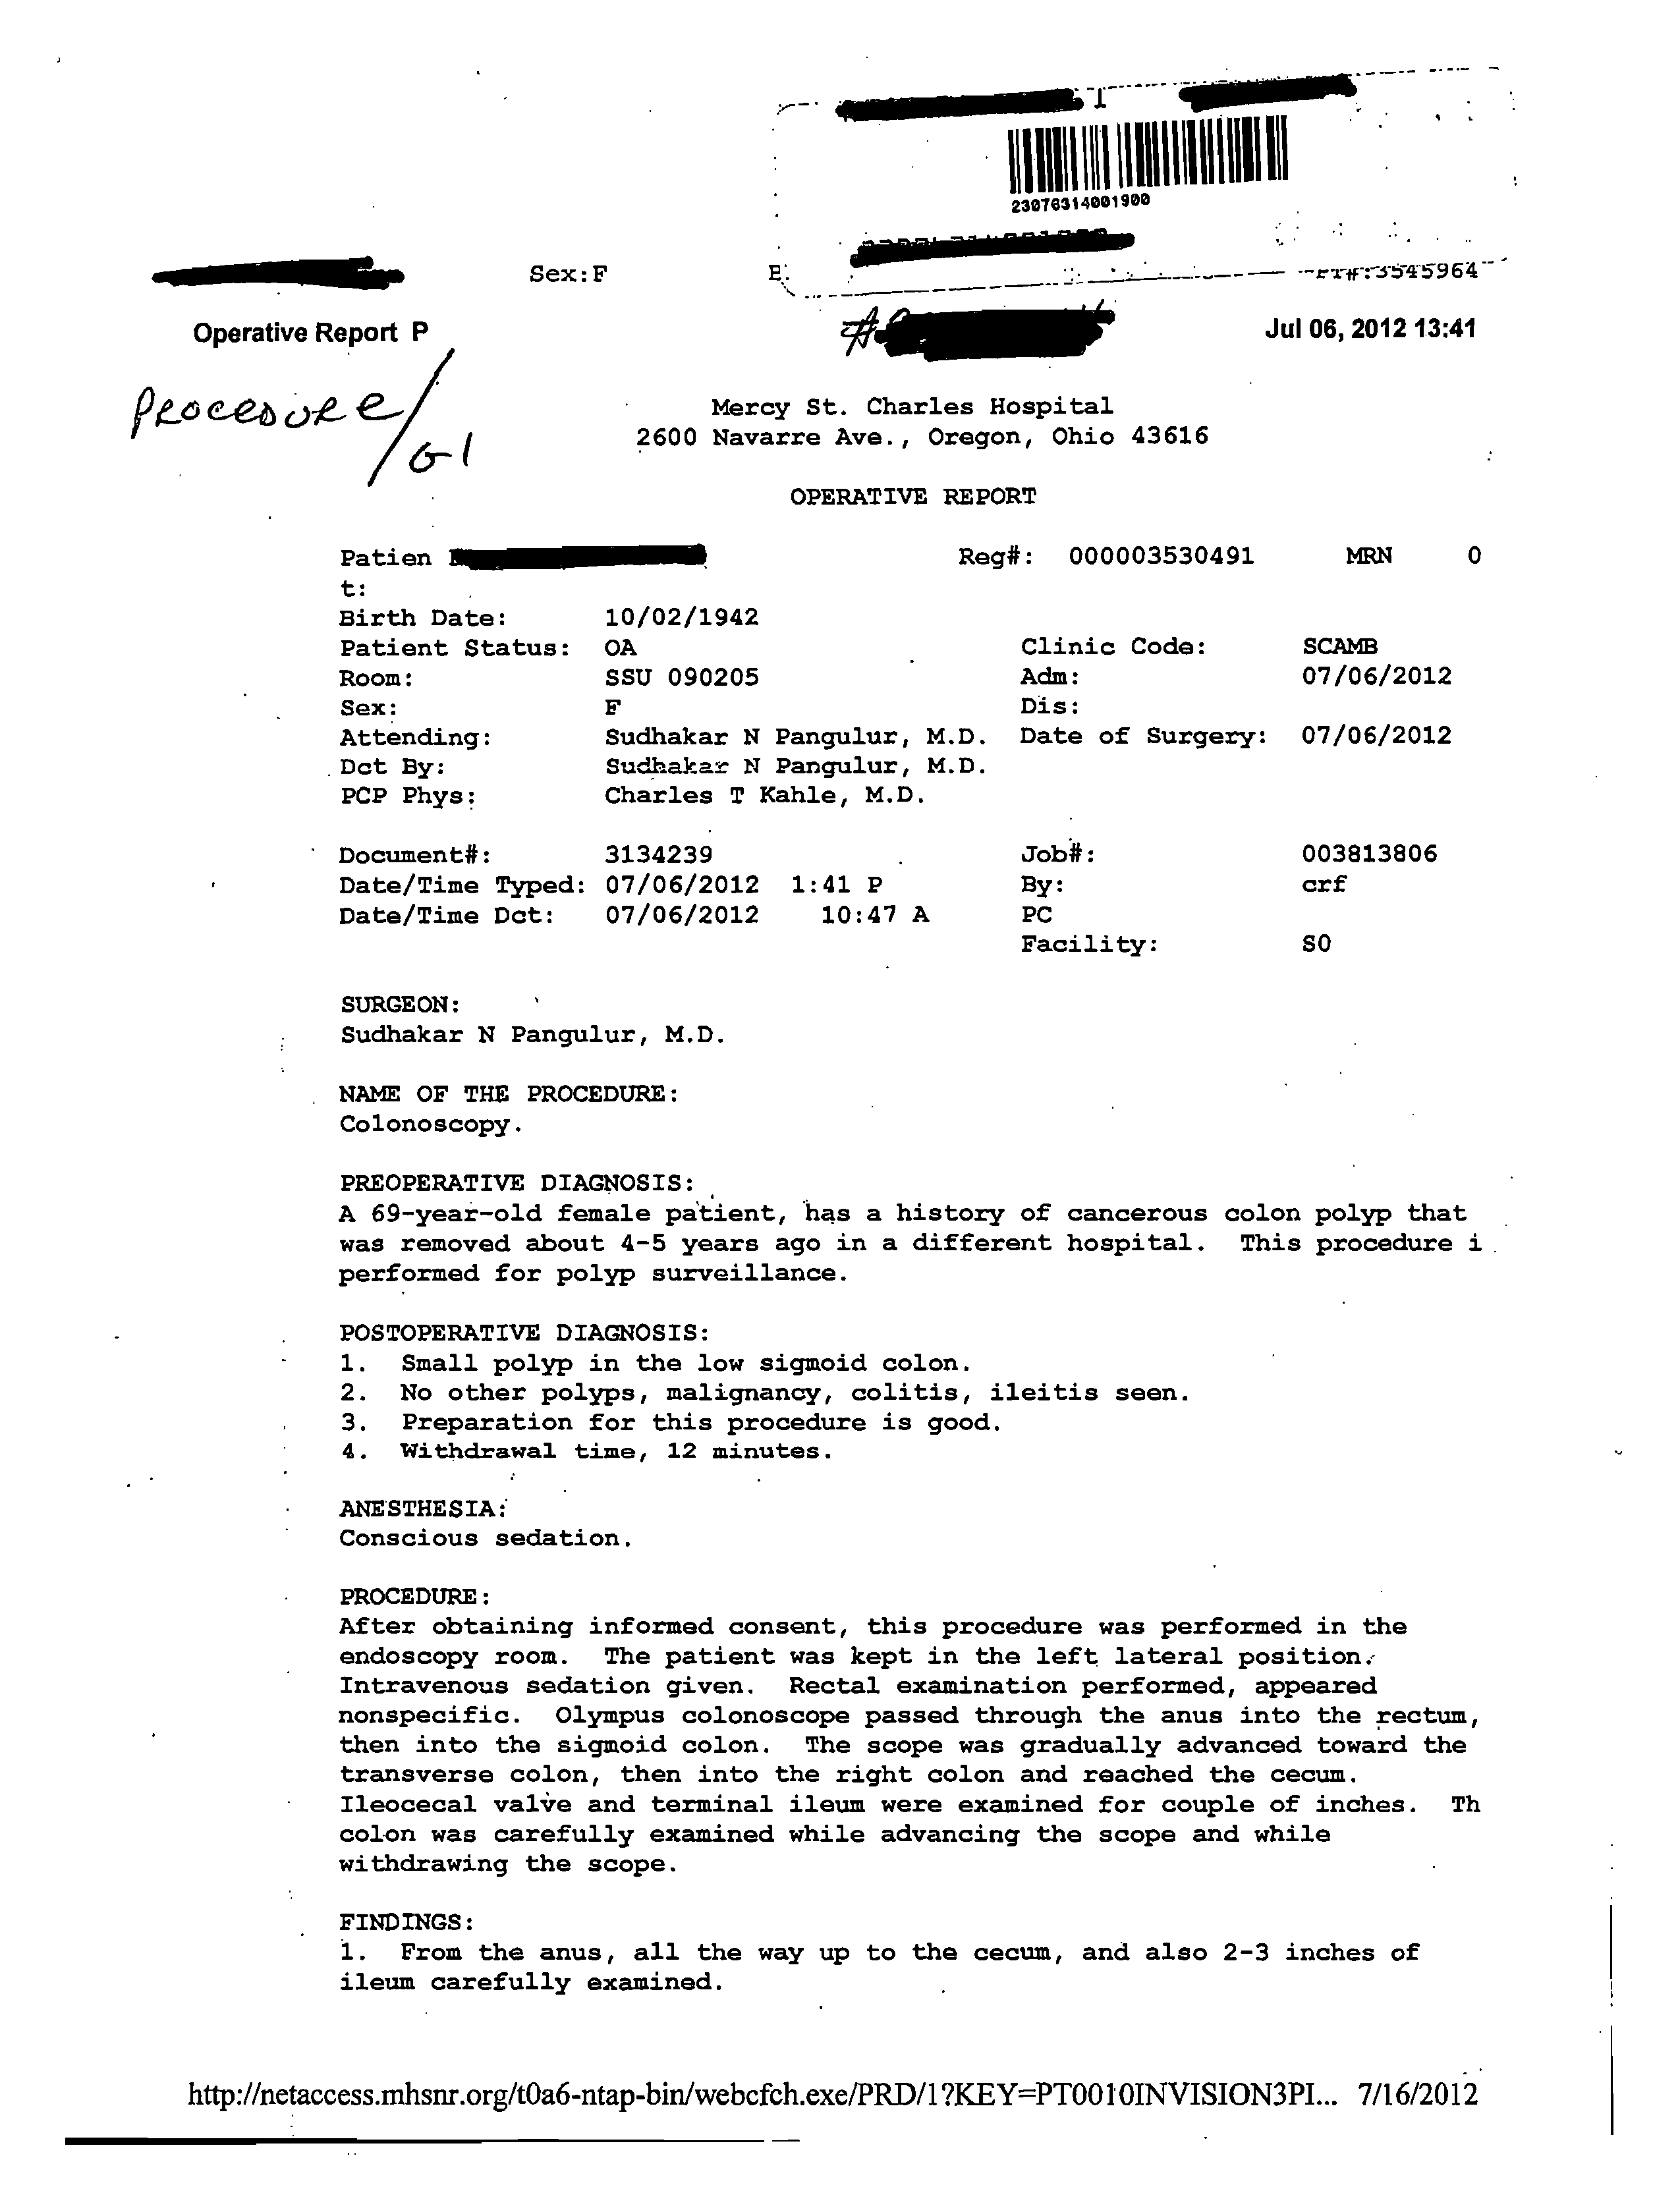 23076314001900
Sex:F
PT#:3545964
Operative Report P
Jul 06, 2012 13:41
Procedure/
GI
Mercy St. Charles Hospital
2600 Navarre Ave., Oregon, Ohio 43616
OPERATIVE REPORT
Patien Reg#: 000003530491 MRN 0
t:
Birth Date: 10/02/1942
Patient Status: OA Clinic Code: SCAMB
Room: SSU 090205 Adm: 07/06/2012
Sex: F Dis:
Attending: Sudhakar N Pangulur, M.D. Date of Surgery: 07/06/2012
Dct By: Sudhakar N Pangulur, M.D.
PCP Phys: Charles T Kahle, M.D.
Document#: 3134239 Job#: 003813806
Date/Time Typed: 07/06/2012 1:41 P By: crf
Date/Time Dct: 07/06/2012 10:47 A PC
Facility: S0
SURGEON:
Sudhakar N Pangulur, M.D.
NAME OF THE PROCEDURE:
Colonoscopy.
PREOPERATIVE DIAGNOSIS:
A 69-year-old female patient, has a history of cancerous colon polyp that
was removed about 4-5 years ago in a different hospital. This procedure i
performed for polyp surveillance.
POSTOPERATIVE DIAGNOSIS:
1. Small polyp in the low sigmoid colon.
2. No other polyps, malignancy, colitis, ileitis seen.
3. Preparation for this procedure is good.
4. Withdrawal time, 12 minutes.
ANESTHESIA:
Conscious sedation.
PROCEDURE:
After obtaining informed consent, this procedure was performed in the
endoscopy room. The patient was kept in the left lateral position.
Intravenous sedation given. Rectal examination performed, appeared
nonspecific. Olympus colonoscope passed through the anus into the rectum,
then into the sigmoid colon. The scope was gradually advanced toward the
transverse colon, then into the right colon and reached the cecum.
Ileocecal valve and terminal ileum were examined for couple of inches. Th
colon was carefully examined while advancing the scope and while
withdrawing the scope.
FINDINGS:
1. From the anus, all the way up to the cecum, and also 2-3 inches of
ileum carefully examined.
http://netaccess.mhsnr.org/t0a6-ntap-bin/webcfch.exe/PRD/1?KEY=PT0010INVISION3PI... 7/16/2012